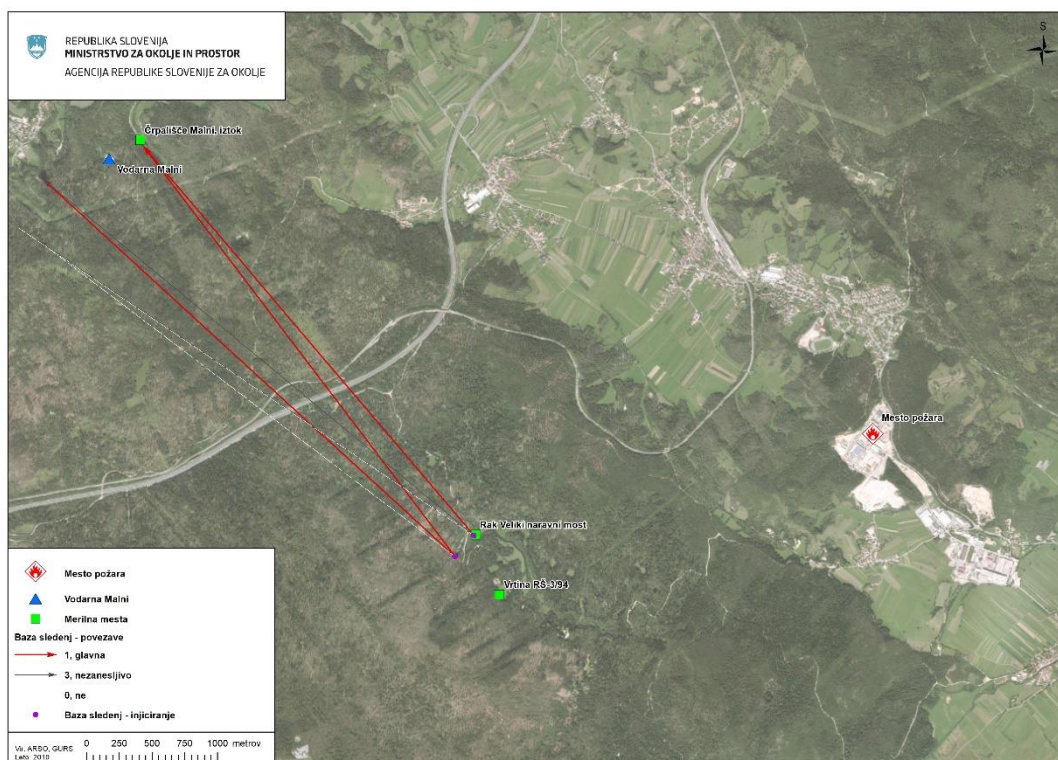 REPUBLIKA SLOVENIJA
MINISTRSTVO ZA OKOLJE IN PROSTOR
AGENCIJA REPUBLIKE SLOVENIJE ZA OKOLJE
S
Črpališče Malni, iztok
Vodarna Malni
Mesto požara
Rak Veliki naravni most
Vrtina RŠ-3/94
Mesto požara
Vodarna Malni
Merilna mesta
Baza sledenj - povezave
1, glavna
3, nezanesljivo
0, ne
Baza sledenj - injiciranje
Vir: ARSO, GURS
Leto: 2018
0 250 500 750 1000 metrov